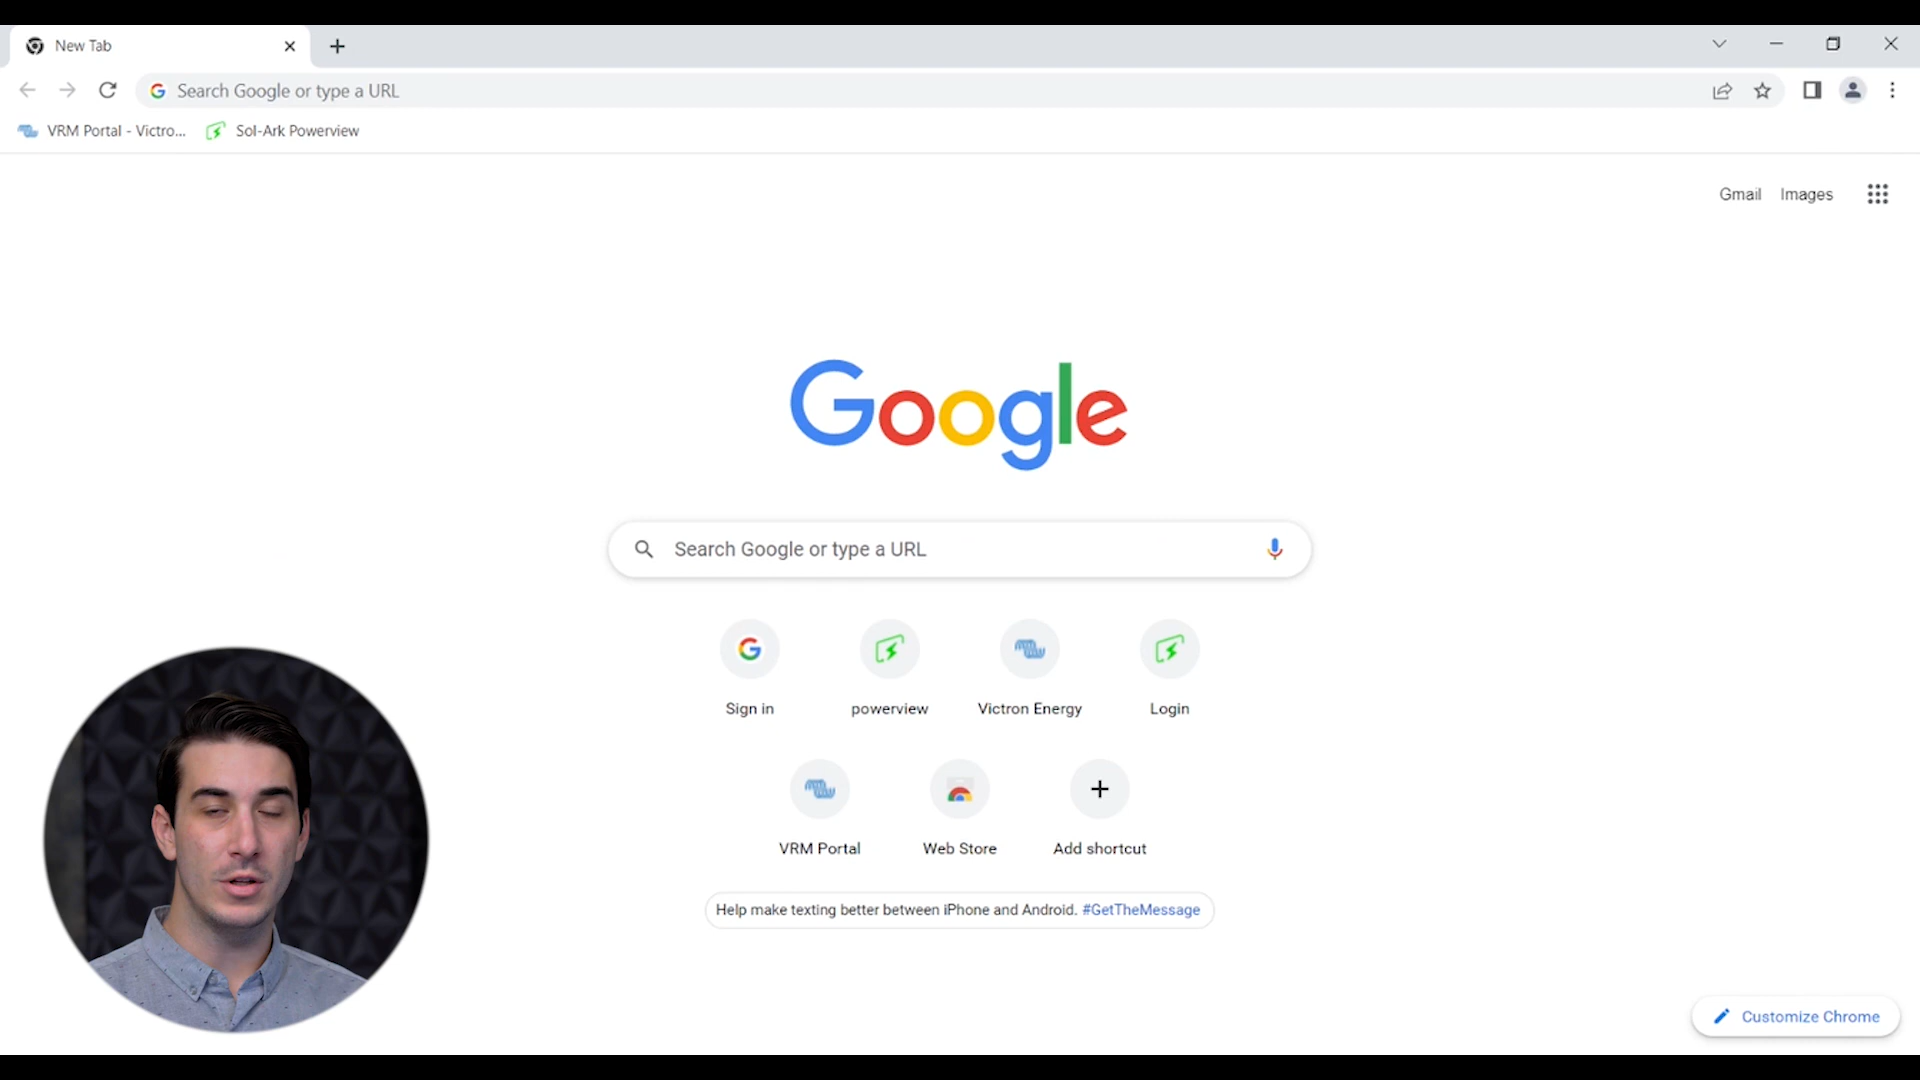 New Tab
Search Google or type a URL
VRM Portal - Victro...
Sol-Ark Powerview
Gmail
Images
Google
Search Google or type a URL
Sign in
powerview
Victron Energy
Login
VRM Portal
Web Store
Add shortcut
Help make texting better between iPhone and Android. #GetTheMessage
Customize Chrome